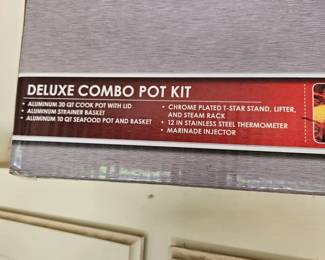 DELUXE COMBO POT KIT
• ALUMINUM 30 QT COOK POT WITH LID
• ALUMINUM STRAINER BASKET
• ALUMINUM 10 QT SEAFOOD POT AND BASKET
• CHROME PLATED T-STAR STAND, LIFTER,
AND STEAM RACK
• 12 IN STAINLESS STEEL THERMOMETER
• MARINADE INJECTOR